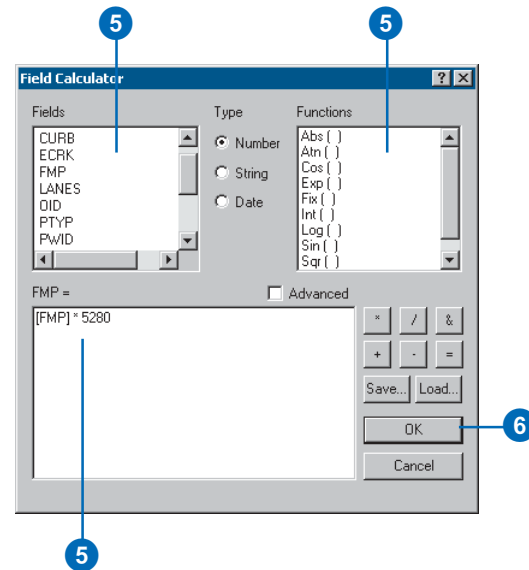 5 5
Field Calculator
Fields Type Functions
CURB
ECRK
FMP
LANES
OID
PTYP
PWID
Number
String
Date
Abs ( )
Atn ( )
Cos ( )
Exp ( )
Fix ( )
Int ( )
Log ( )
Sin ( )
Sqr ( )
FMP = Advanced
[FMP] * 5280
* / &
+ - =
Save... Load...
OK 6
Cancel
5